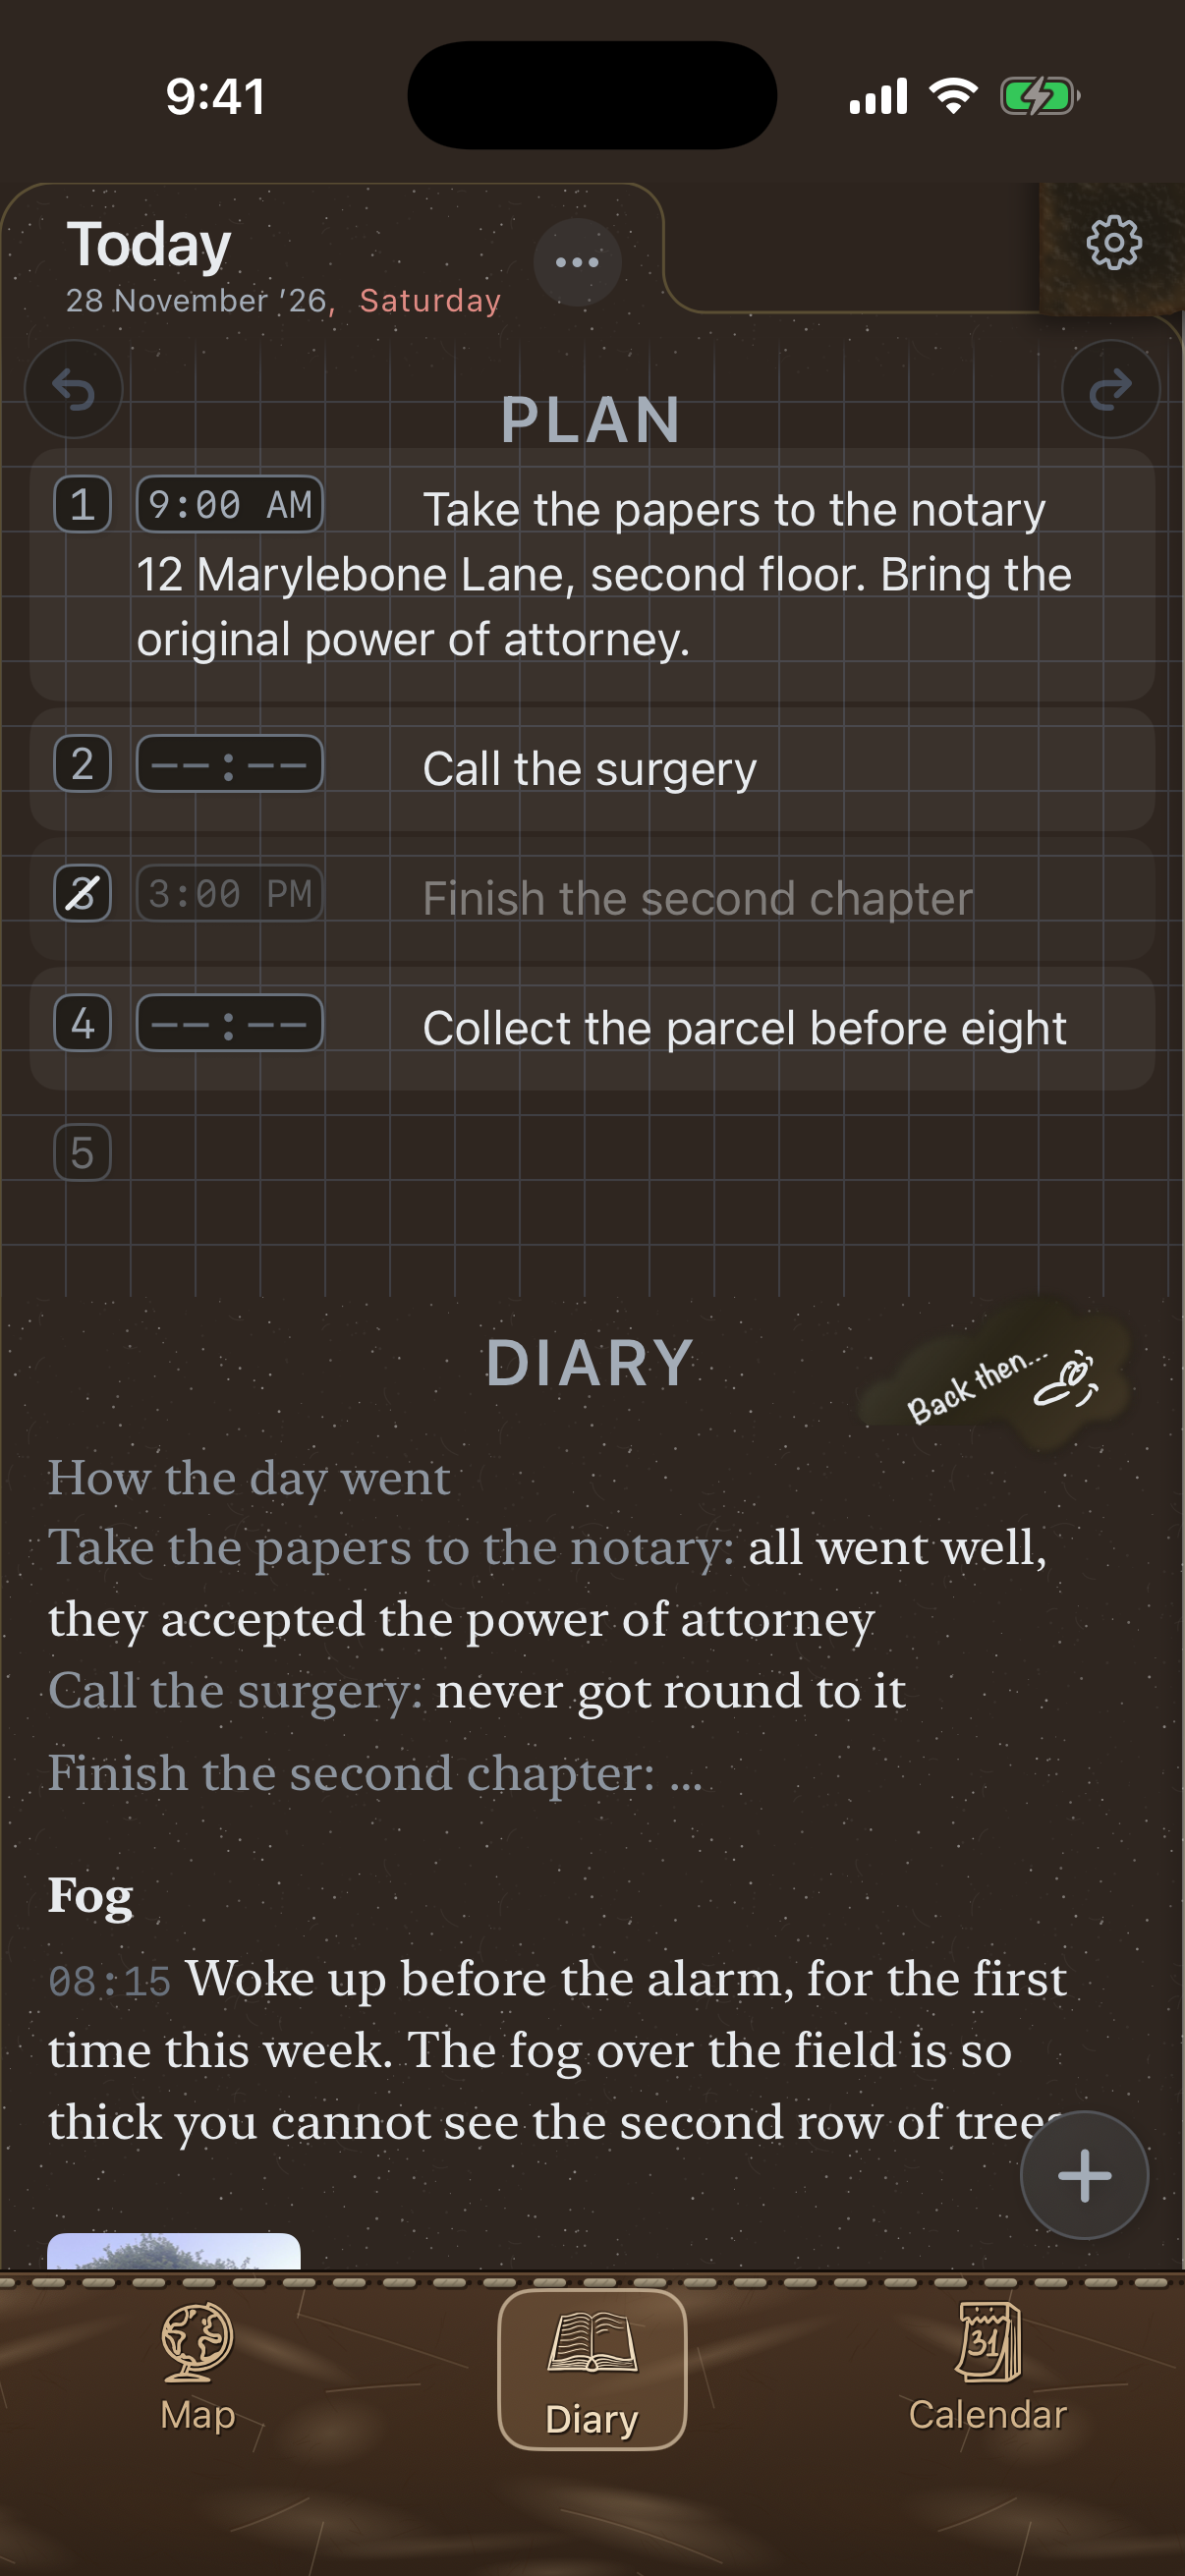 9:41
Today
28 November '26, Saturday
PLAN
1 9:00 AM Take the papers to the notary
12 Marylebone Lane, second floor. Bring the
original power of attorney.
2 --:-- Call the surgery
3 3:00 PM Finish the second chapter
4 --:-- Collect the parcel before eight
5
DIARY
Back then...
How the day went
Take the papers to the notary: all went well,
they accepted the power of attorney
Call the surgery: never got round to it
Finish the second chapter: ...
Fog
08:15 Woke up before the alarm, for the first
time this week. The fog over the field is so
thick you cannot see the second row of trees
31
Map
Diary
Calendar